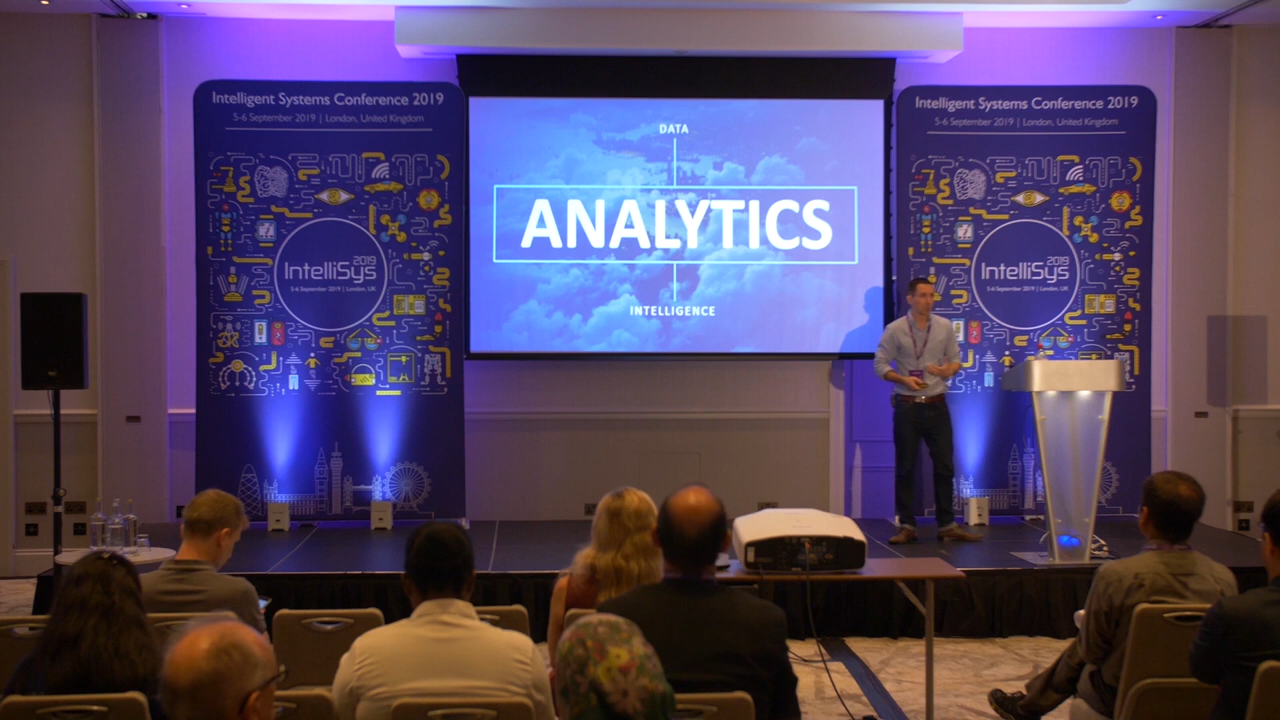 Intelligent Systems Conference 2019
5-6 September 2019 | London, United Kingdom
2019
IntelliSys
5-6 September 2019 | London, UK
DATA
ANALYTICS
INTELLIGENCE
Intelligent Systems Conference 2019
5-6 September 2019 | London, United Kingdom
2019
IntelliSys
5-6 September 2019 | London, UK